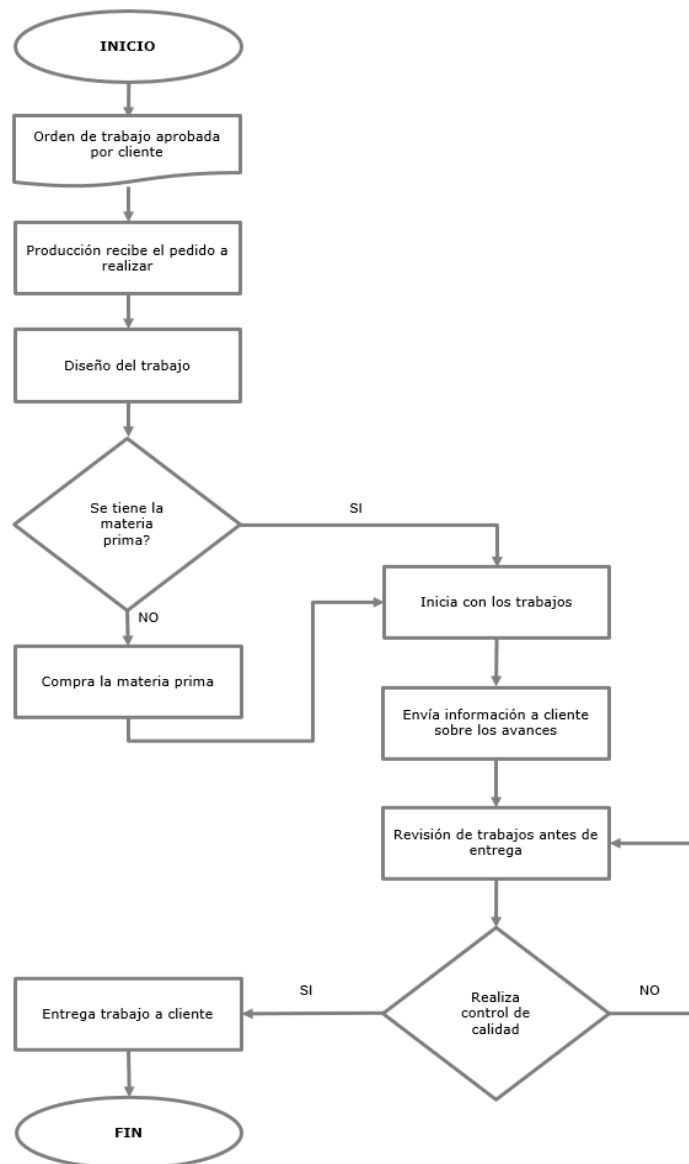 INICIO
Orden de trabajo aprobada
por cliente
Producción recibe el pedido a
realizar
Diseño del trabajo
Se tiene la
materia
prima?
SI
NO
Compra la materia prima
Inicia con los trabajos
Envía información a cliente
sobre los avances
Revisión de trabajos antes de
entrega
Realiza
control de
calidad
SI
NO
Entrega trabajo a cliente
FIN